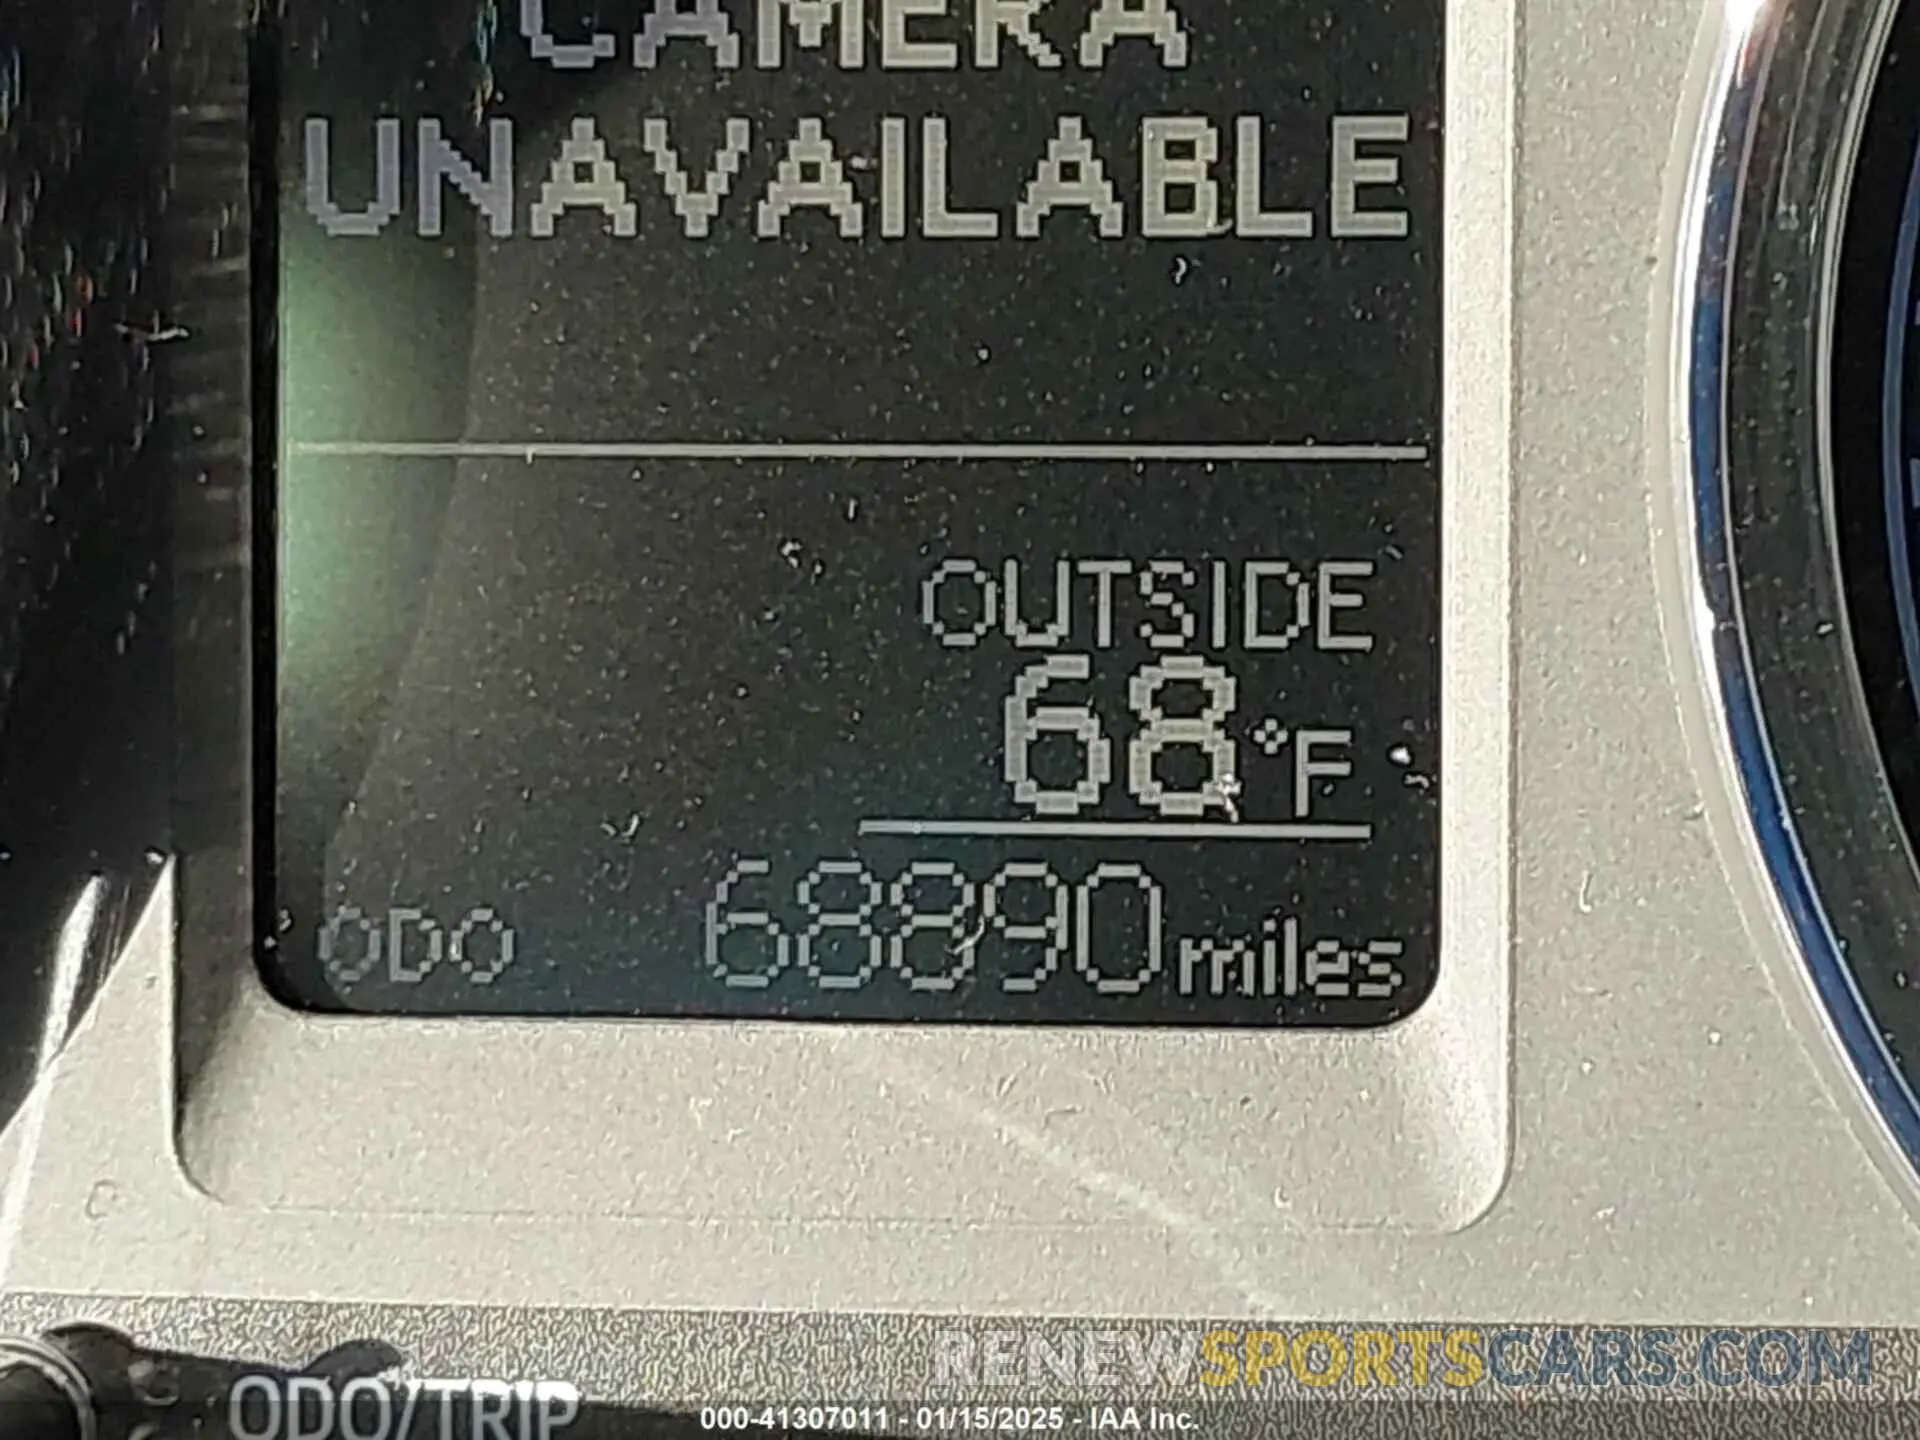 CAMERA
UNAVAILABLE
OUTSIDE
68°F
ODO 68890 miles
ODO/TRIP
RENEWSPORTSCARS.COM
000-41307011 - 01/15/2025 - IAA Inc.